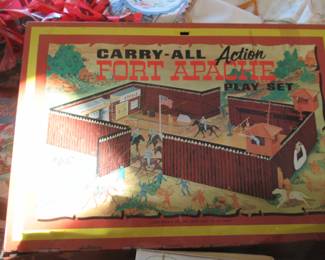 CARRY-ALL Action
FORT APACHE
PLAY SET